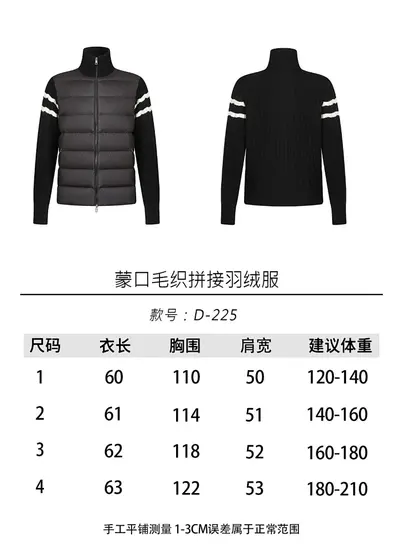 蒙口毛织拼接羽绒服
款号：D-225
尺码 衣长 胸围 肩宽 建议体重
1 60 110 50 120-140
2 61 114 51 140-160
3 62 118 52 160-180
4 63 122 53 180-210
手工平铺测量 1-3CM误差属于正常范围